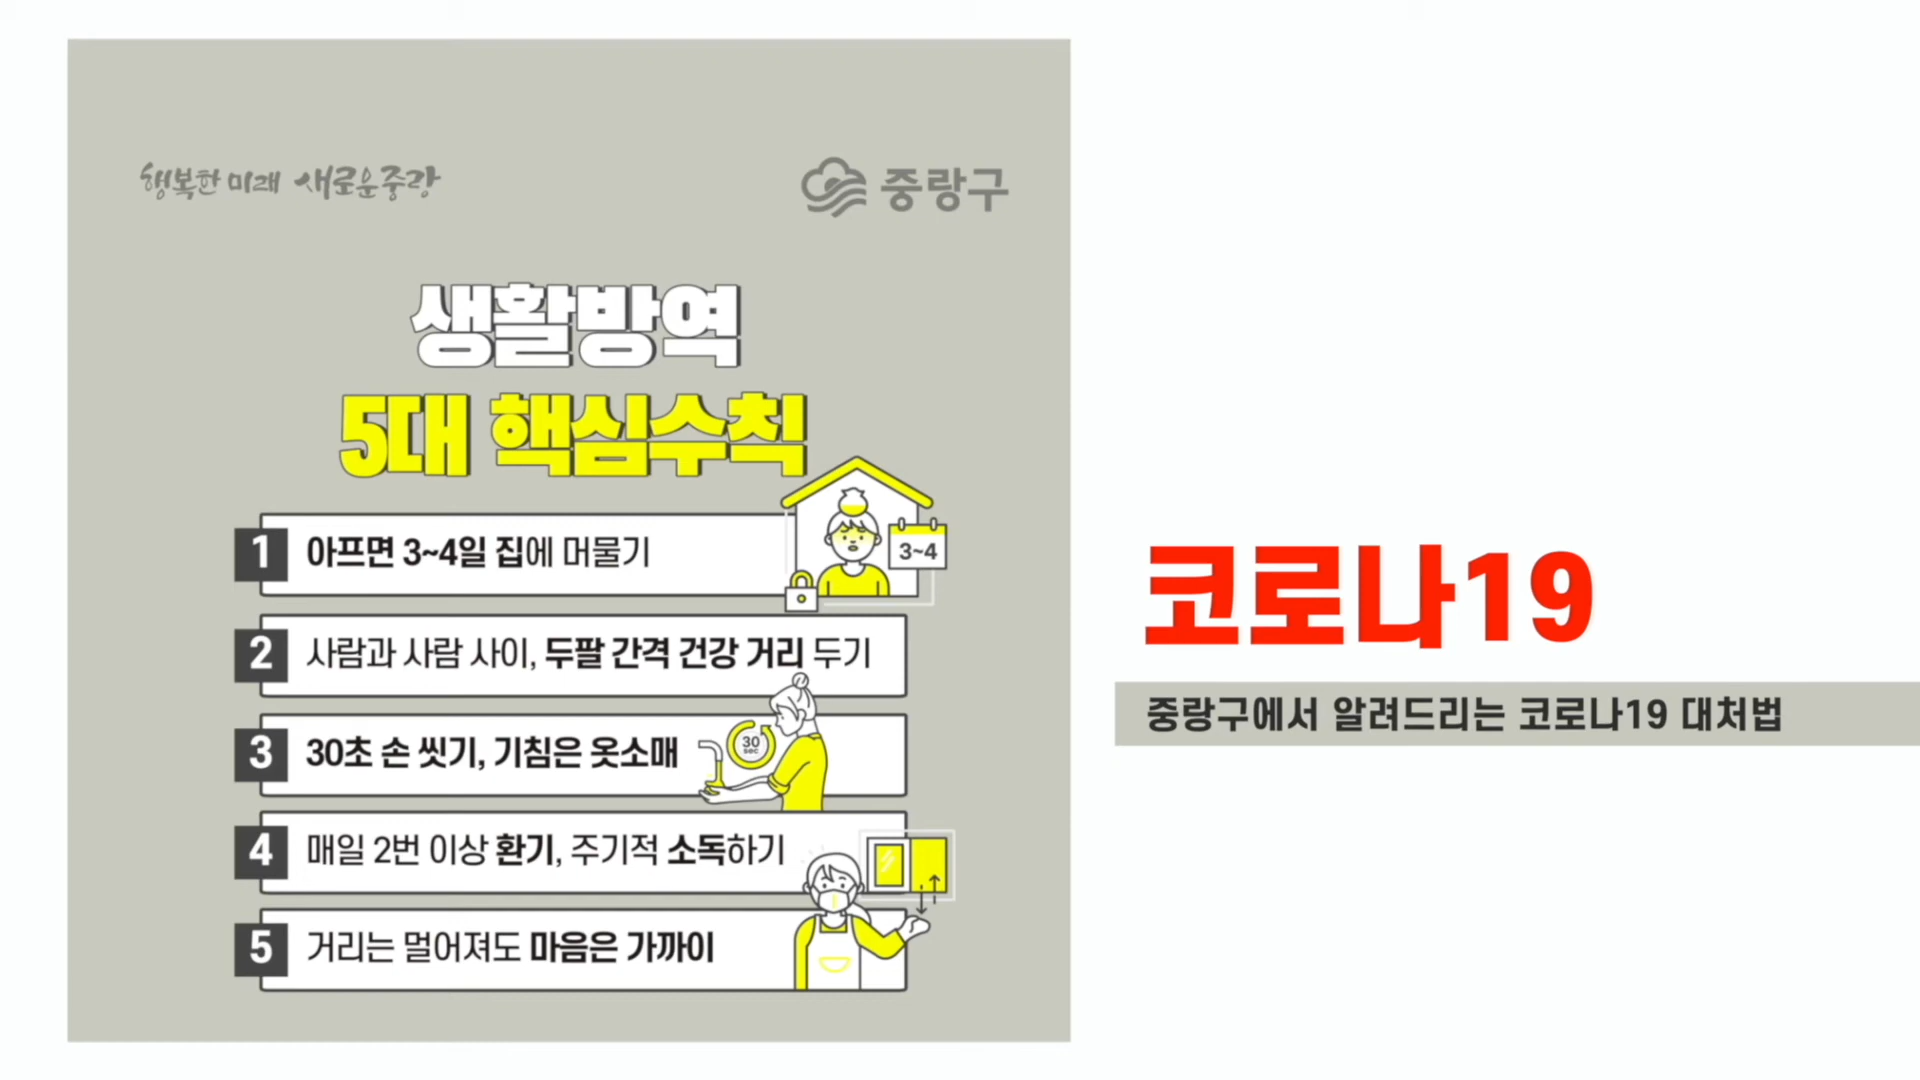 행복한 미래 새로운 중랑
중랑구
생활방역
5대 핵심수칙
1 아프면 3~4일 집에 머물기
3~4
2 사람과 사람 사이, 두팔 간격 건강 거리 두기
3 30초 손 씻기, 기침은 옷소매
30
sec
4 매일 2번 이상 환기, 주기적 소독하기
5 거리는 멀어져도 마음은 가까이
코로나19
중랑구에서 알려드리는 코로나19 대처법